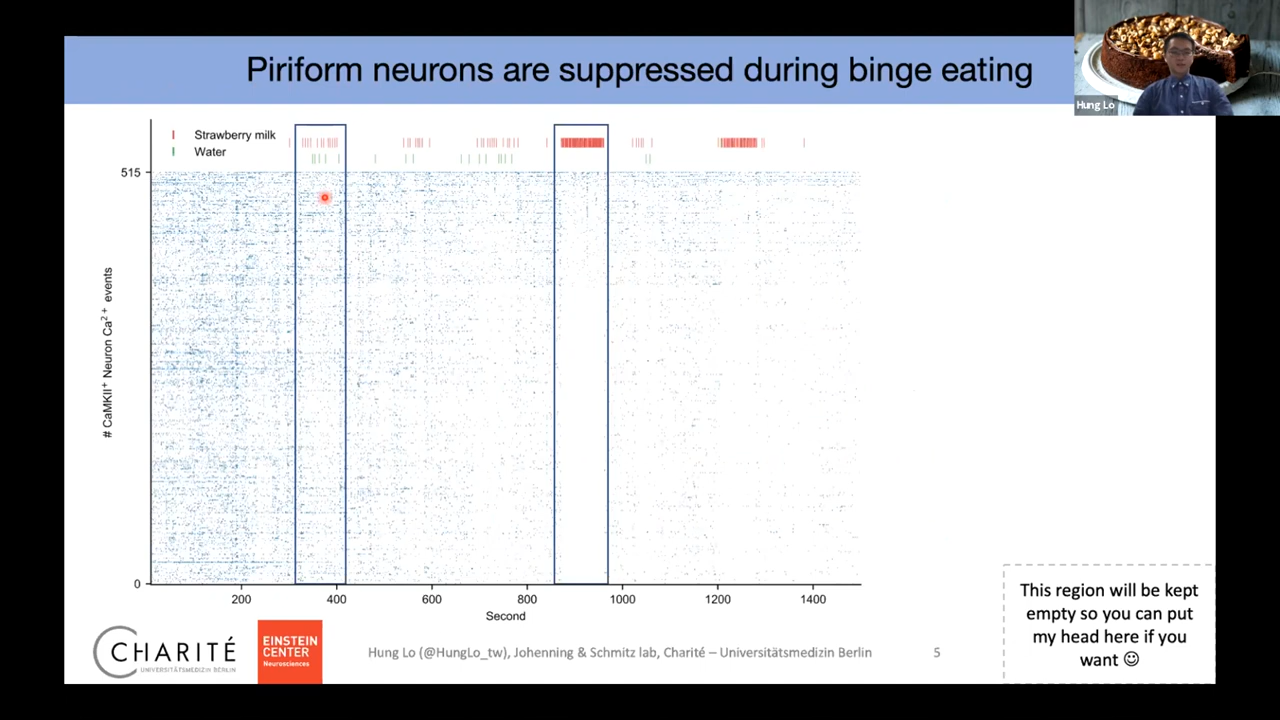 Piriform neurons are suppressed during binge eating
Hung Lo
Strawberry milk
Water
515
0
# CaMKII+ Neuron Ca2+ events
200 400 600 800 1000 1200 1400
Second
CHARITÉ
UNIVERSITÄTSMEDIZIN BERLIN
EINSTEIN
CENTER
Neurosciences
Hung Lo (@HungLo_tw), Johenning & Schmitz lab, Charité – Universitätsmedizin Berlin
5
This region will be kept
empty so you can put
my head here if you
want ☺